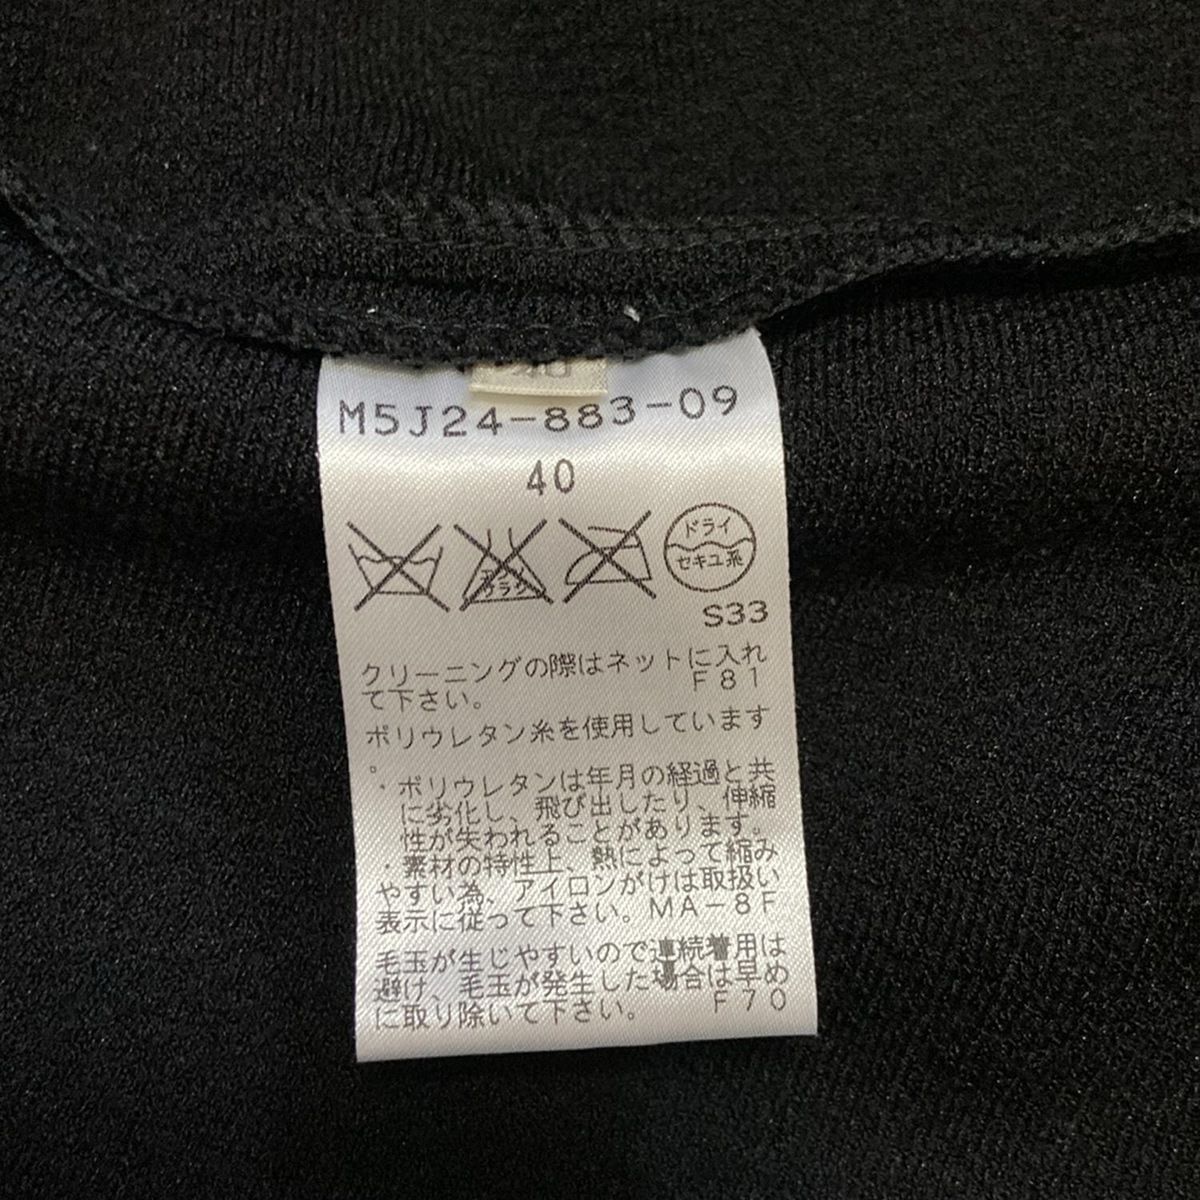 M5J24-883-09
40
エンソ
サラシ
ドライ
セキユ系
S33
クリーニングの際はネットに入れ
て下さい。 F81
ポリウレタン糸を使用しています
。
・ポリウレタンは年月の経過と共
に劣化し、飛び出したり、伸縮
性が失われることがあります。
・素材の特性上、熱によって縮み
やすい為、アイロンがけは取扱い
表示に従って下さい。MA-8F
毛玉が生じやすいので連続着用は
避け、毛玉が発生した場合は早め
に取り除いて下さい。 F70